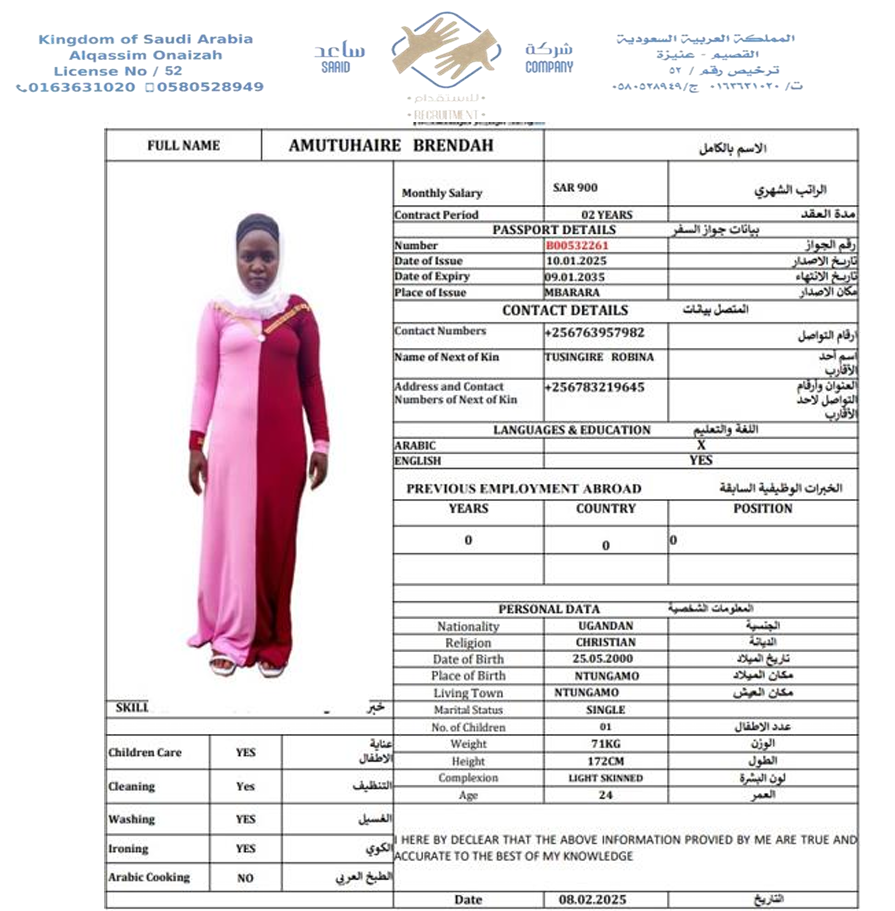 Kingdom of Saudi Arabia
Alqassim Onaizah
License No / 52
0163631020 0580528949
ساعد
SAAID
شركة
COMPANY
للاستقدام
RECRUITMENT
المملكة العربية السعودية
القصيم - عنيزة
ترخيص رقم / ٥٢
ت/ ٠١٦٣٦٣١٠٢٠ ج/ ٠٥٨٠٥٢٨٩٤٩
FULL NAME AMUTUHAIRE BRENDAH الاسم بالكامل
Monthly Salary SAR 900 الراتب الشهري
Contract Period 02 YEARS مدة العقد
PASSPORT DETAILS بيانات جواز السفر
Number B00532261 رقم الجواز
Date of Issue 10.01.2025 تاريخ الاصدار
Date of Expiry 09.01.2035 تاريخ الانتهاء
Place of Issue MBARARA مكان الاصدار
CONTACT DETAILS المتصل بيانات
Contact Numbers +256763957982 ارقام التواصل
Name of Next of Kin TUSINGIRE ROBINA اسم أحد
الأقارب
Address and Contact +256783219645 العنوان وأرقام
Numbers of Next of Kin التواصل لاحد
الأقارب
LANGUAGES & EDUCATION اللغة والتعليم
ARABIC X
ENGLISH YES
PREVIOUS EMPLOYMENT ABROAD الخبرات الوظيفية السابقة
YEARS COUNTRY POSITION
0 0 0
PERSONAL DATA المعلومات الشخصية
Nationality UGANDAN الجنسية
Religion CHRISTIAN الديانة
Date of Birth 25.05.2000 تاريخ الميلاد
Place of Birth NTUNGAMO مكان الميلاد
Living Town NTUNGAMO مكان العيش
Marital Status SINGLE
No. of Children 01 عدد الاطفال
Weight 71KG الوزن
Height 172CM الطول
Complexion LIGHT SKINNED لون البشرة
Age 24 العمر
SKILL خبر
Children Care YES عناية
الاطفال
Cleaning Yes التنظيف
Washing YES الغسيل
Ironing YES الكوي
Arabic Cooking NO الطبخ العربي
I HERE BY DECLEAR THAT THE ABOVE INFORMATION PROVIED BY ME ARE TRUE AND
ACCURATE TO THE BEST OF MY KNOWLEDGE
Date 08.02.2025 التاريخ